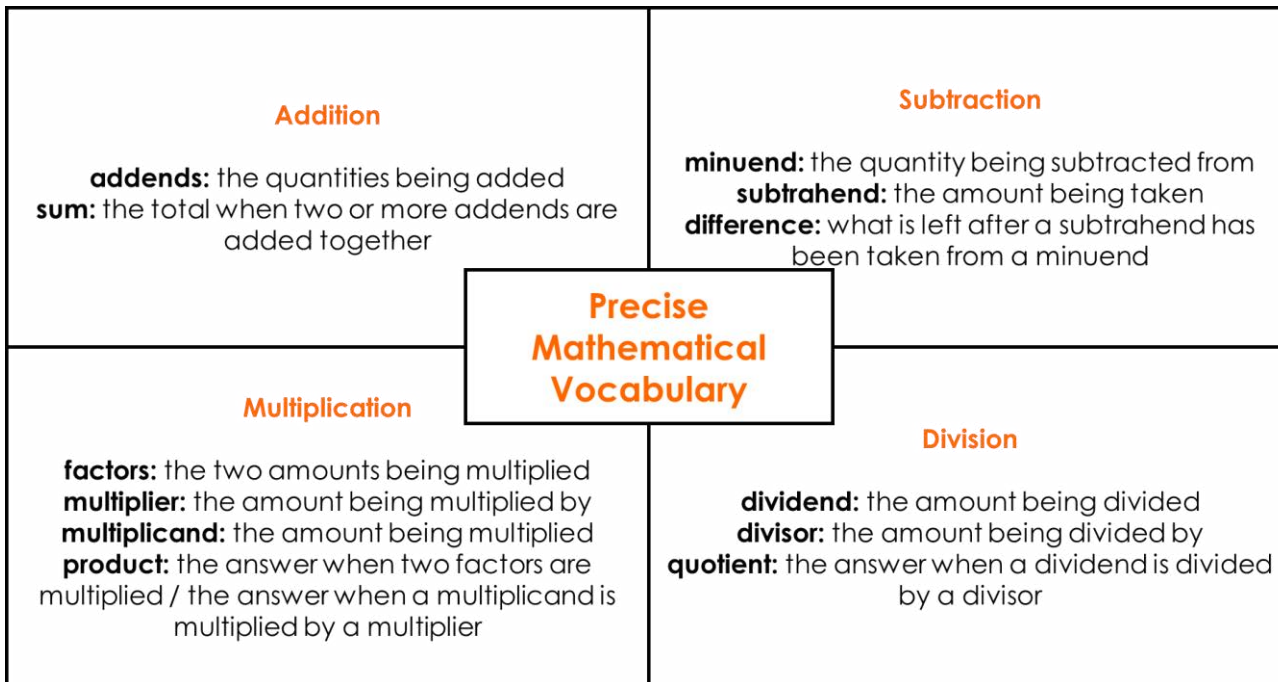 Addition
addends: the quantities being added
sum: the total when two or more addends are
added together
Subtraction
minuend: the quantity being subtracted from
subtrahend: the amount being taken
difference: what is left after a subtrahend has
been taken from a minuend
Precise
Mathematical
Vocabulary
Multiplication
factors: the two amounts being multiplied
multiplier: the amount being multiplied by
multiplicand: the amount being multiplied
product: the answer when two factors are
multiplied / the answer when a multiplicand is
multiplied by a multiplier
Division
dividend: the amount being divided
divisor: the amount being divided by
quotient: the answer when a dividend is divided
by a divisor